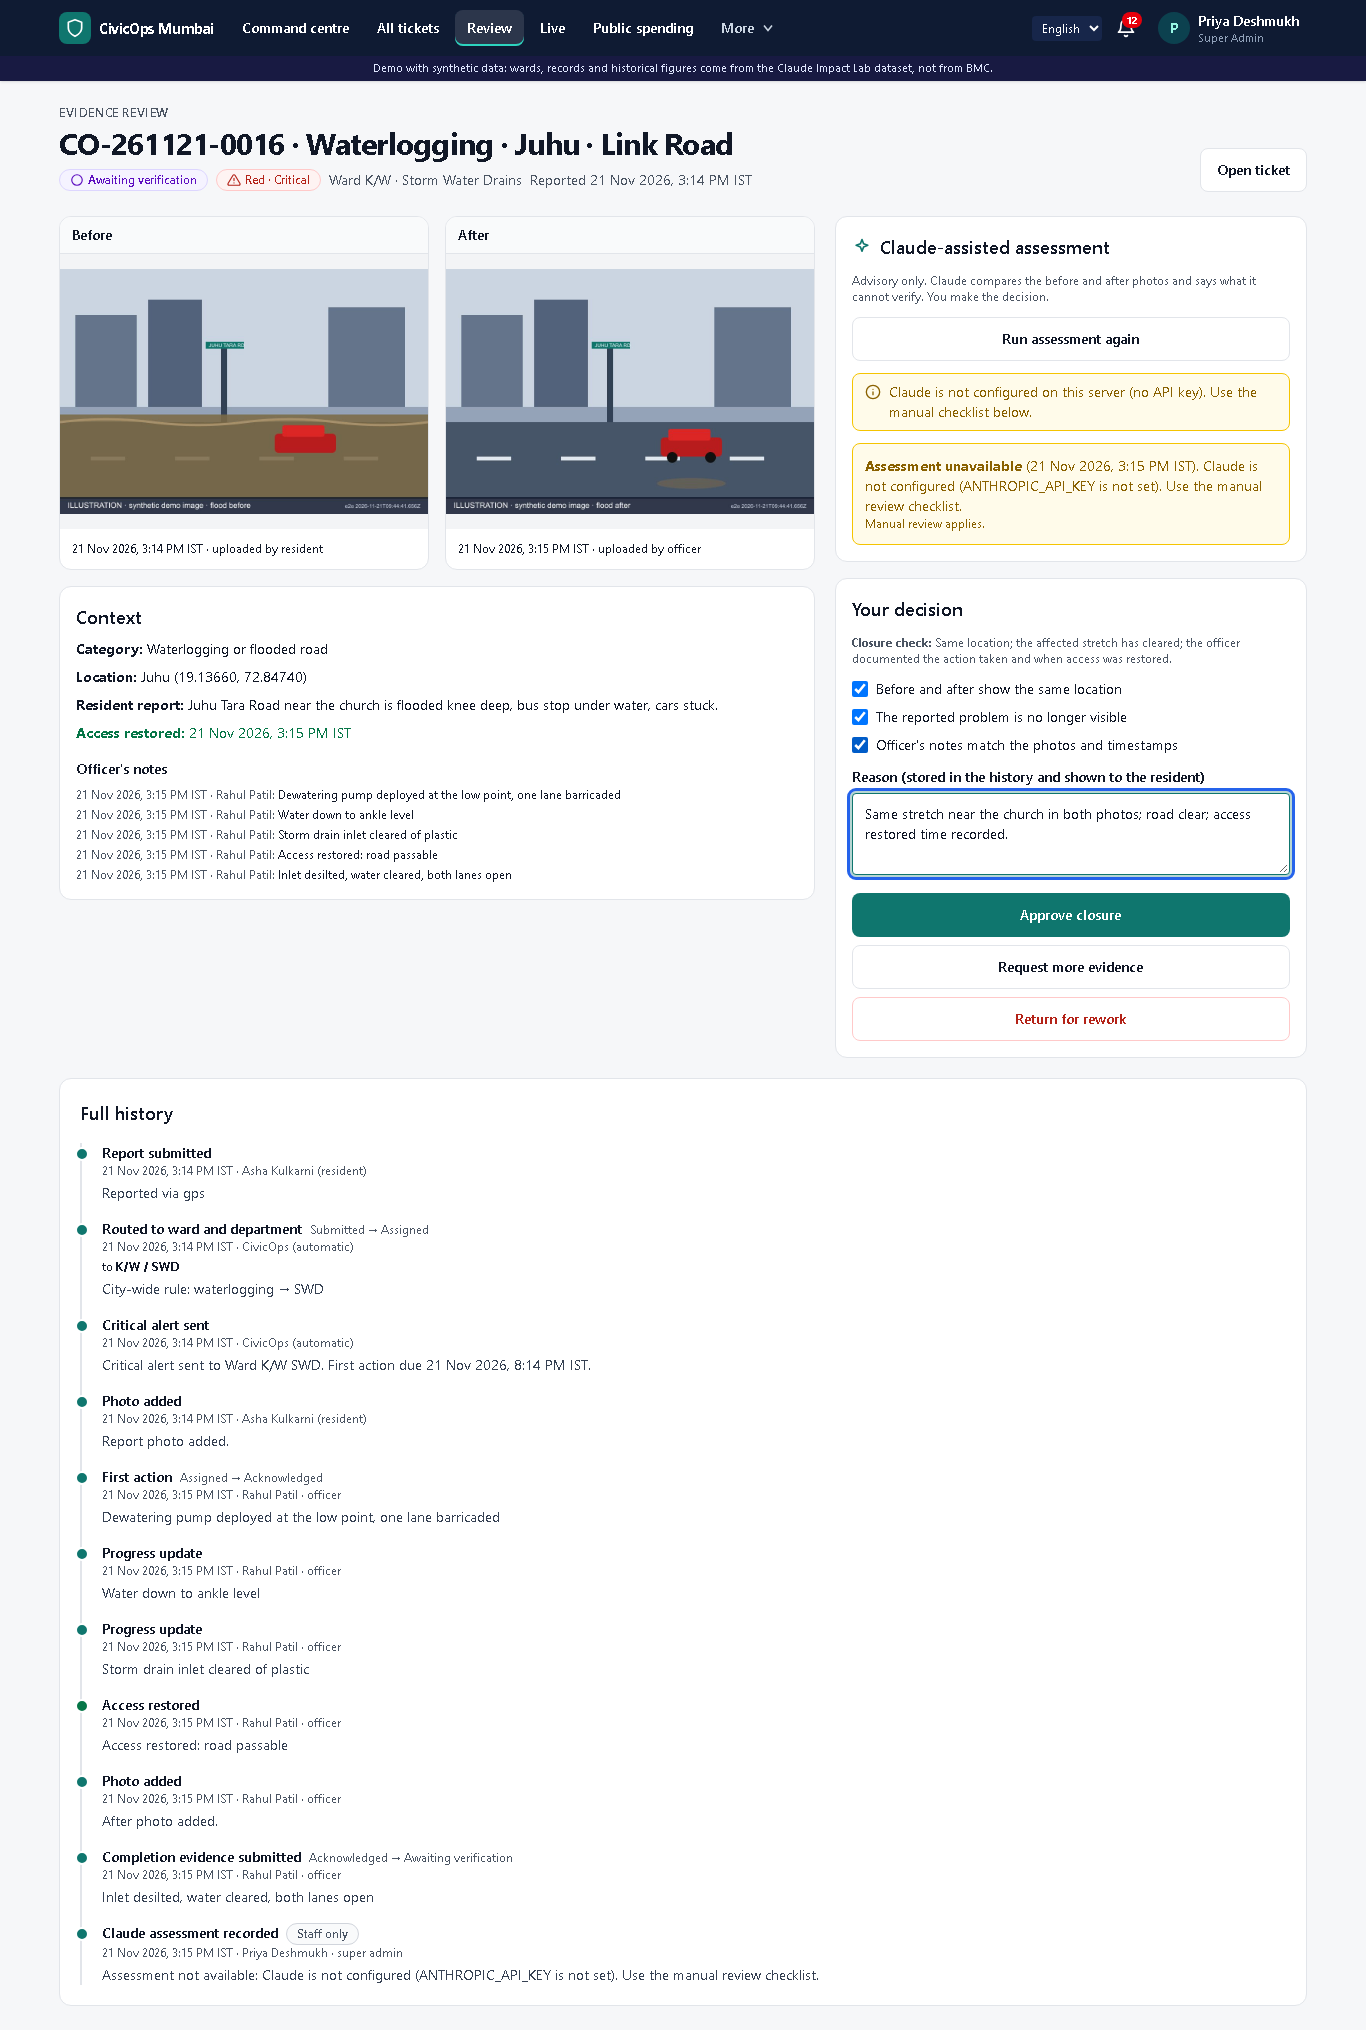 CivicOps Mumbai
Command centre
All tickets
Review
Live
Public spending
More
English
12
P
Priya Deshmukh
Super Admin
Demo with synthetic data: wards, records and historical figures come from the Claude Impact Lab dataset, not from BMC.
EVIDENCE REVIEW
CO-261121-0016 · Waterlogging · Juhu · Link Road
Awaiting verification
Red · Critical
Ward K/W · Storm Water Drains Reported 21 Nov 2026, 3:14 PM IST
Open ticket
Before
JUHU TARA RD
ILLUSTRATION · synthetic demo image · flood before
21 Nov 2026, 3:14 PM IST · uploaded by resident
After
JUHU TARA RD
ILLUSTRATION · synthetic demo image · flood after
21 Nov 2026, 3:15 PM IST · uploaded by officer
Context
Category: Waterlogging or flooded road
Location: Juhu (19.13660, 72.84740)
Resident report: Juhu Tara Road near the church is flooded knee deep, bus stop under water, cars stuck.
Access restored: 21 Nov 2026, 3:15 PM IST
Officer's notes
21 Nov 2026, 3:15 PM IST · Rahul Patil: Dewatering pump deployed at the low point, one lane barricaded
21 Nov 2026, 3:15 PM IST · Rahul Patil: Water down to ankle level
21 Nov 2026, 3:15 PM IST · Rahul Patil: Storm drain inlet cleared of plastic
21 Nov 2026, 3:15 PM IST · Rahul Patil: Access restored: road passable
21 Nov 2026, 3:15 PM IST · Rahul Patil: Inlet desilted, water cleared, both lanes open
Claude-assisted assessment
Advisory only. Claude compares the before and after photos and says what it
cannot verify. You make the decision.
Run assessment again
Claude is not configured on this server (no API key). Use the
manual checklist below.
Assessment unavailable (21 Nov 2026, 3:15 PM IST). Claude is
not configured (ANTHROPIC_API_KEY is not set). Use the manual
review checklist.
Manual review applies.
Your decision
Closure check: Same location; the affected stretch has cleared; the officer
documented the action taken and when access was restored.
Before and after show the same location
The reported problem is no longer visible
Officer's notes match the photos and timestamps
Reason (stored in the history and shown to the resident)
Same stretch near the church in both photos; road clear; access
restored time recorded.
Approve closure
Request more evidence
Return for rework
Full history
Report submitted
21 Nov 2026, 3:14 PM IST · Asha Kulkarni (resident)
Reported via gps
Routed to ward and department Submitted → Assigned
21 Nov 2026, 3:14 PM IST · CivicOps (automatic)
to K/W / SWD
City-wide rule: waterlogging → SWD
Critical alert sent
21 Nov 2026, 3:14 PM IST · CivicOps (automatic)
Critical alert sent to Ward K/W SWD. First action due 21 Nov 2026, 8:14 PM IST.
Photo added
21 Nov 2026, 3:14 PM IST · Asha Kulkarni (resident)
Report photo added.
First action Assigned → Acknowledged
21 Nov 2026, 3:15 PM IST · Rahul Patil · officer
Dewatering pump deployed at the low point, one lane barricaded
Progress update
21 Nov 2026, 3:15 PM IST · Rahul Patil · officer
Water down to ankle level
Progress update
21 Nov 2026, 3:15 PM IST · Rahul Patil · officer
Storm drain inlet cleared of plastic
Access restored
21 Nov 2026, 3:15 PM IST · Rahul Patil · officer
Access restored: road passable
Photo added
21 Nov 2026, 3:15 PM IST · Rahul Patil · officer
After photo added.
Completion evidence submitted Acknowledged → Awaiting verification
21 Nov 2026, 3:15 PM IST · Rahul Patil · officer
Inlet desilted, water cleared, both lanes open
Claude assessment recorded Staff only
21 Nov 2026, 3:15 PM IST · Priya Deshmukh · super admin
Assessment not available: Claude is not configured (ANTHROPIC_API_KEY is not set). Use the manual review checklist.